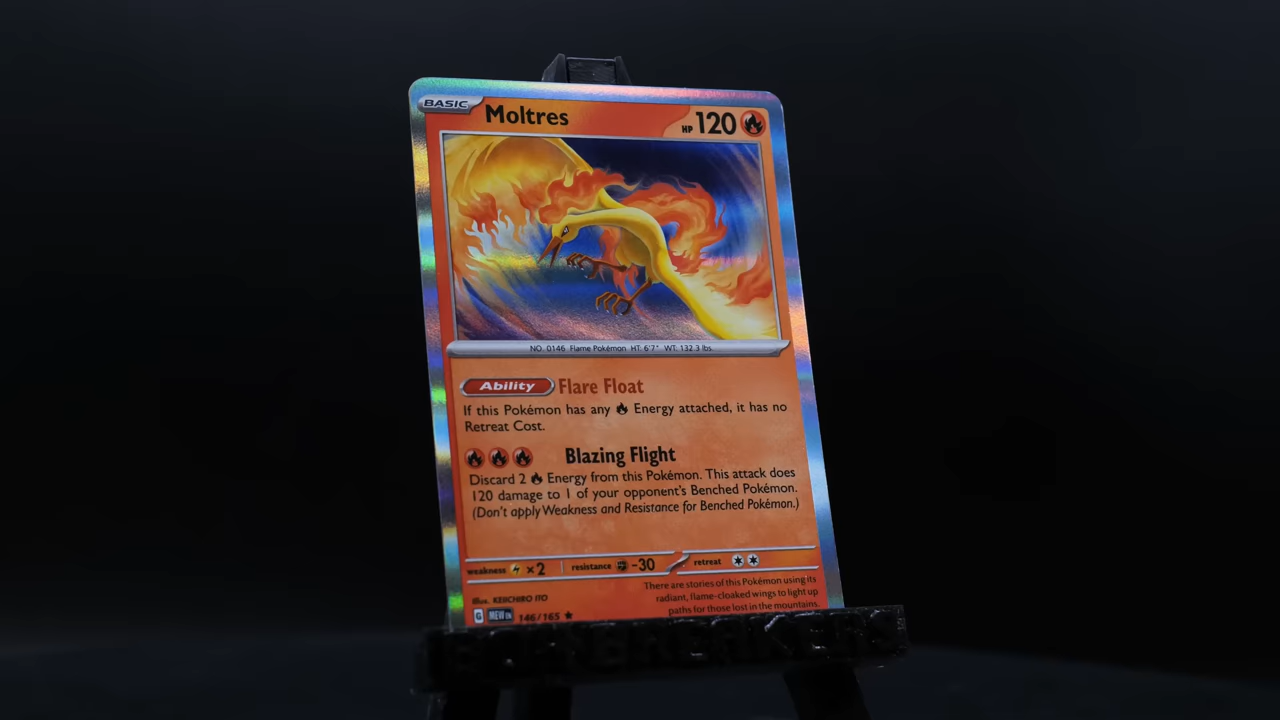 BASIC Moltres HP 120
NO. 0146 Flame Pokémon HT: 6'7" WT: 132.3 lbs.
Ability Flare Float
If this Pokémon has any Energy attached, it has no
Retreat Cost.
Blazing Flight
Discard 2 Energy from this Pokémon. This attack does
120 damage to 1 of your opponent's Benched Pokémon.
(Don't apply Weakness and Resistance for Benched Pokémon.)
weakness ×2 resistance -30 retreat
Illus. KEIICHIRO ITO
There are stories of this Pokémon using its
radiant, flame-cloaked wings to light up
paths for those lost in the mountains.
G MEW EN 146/165